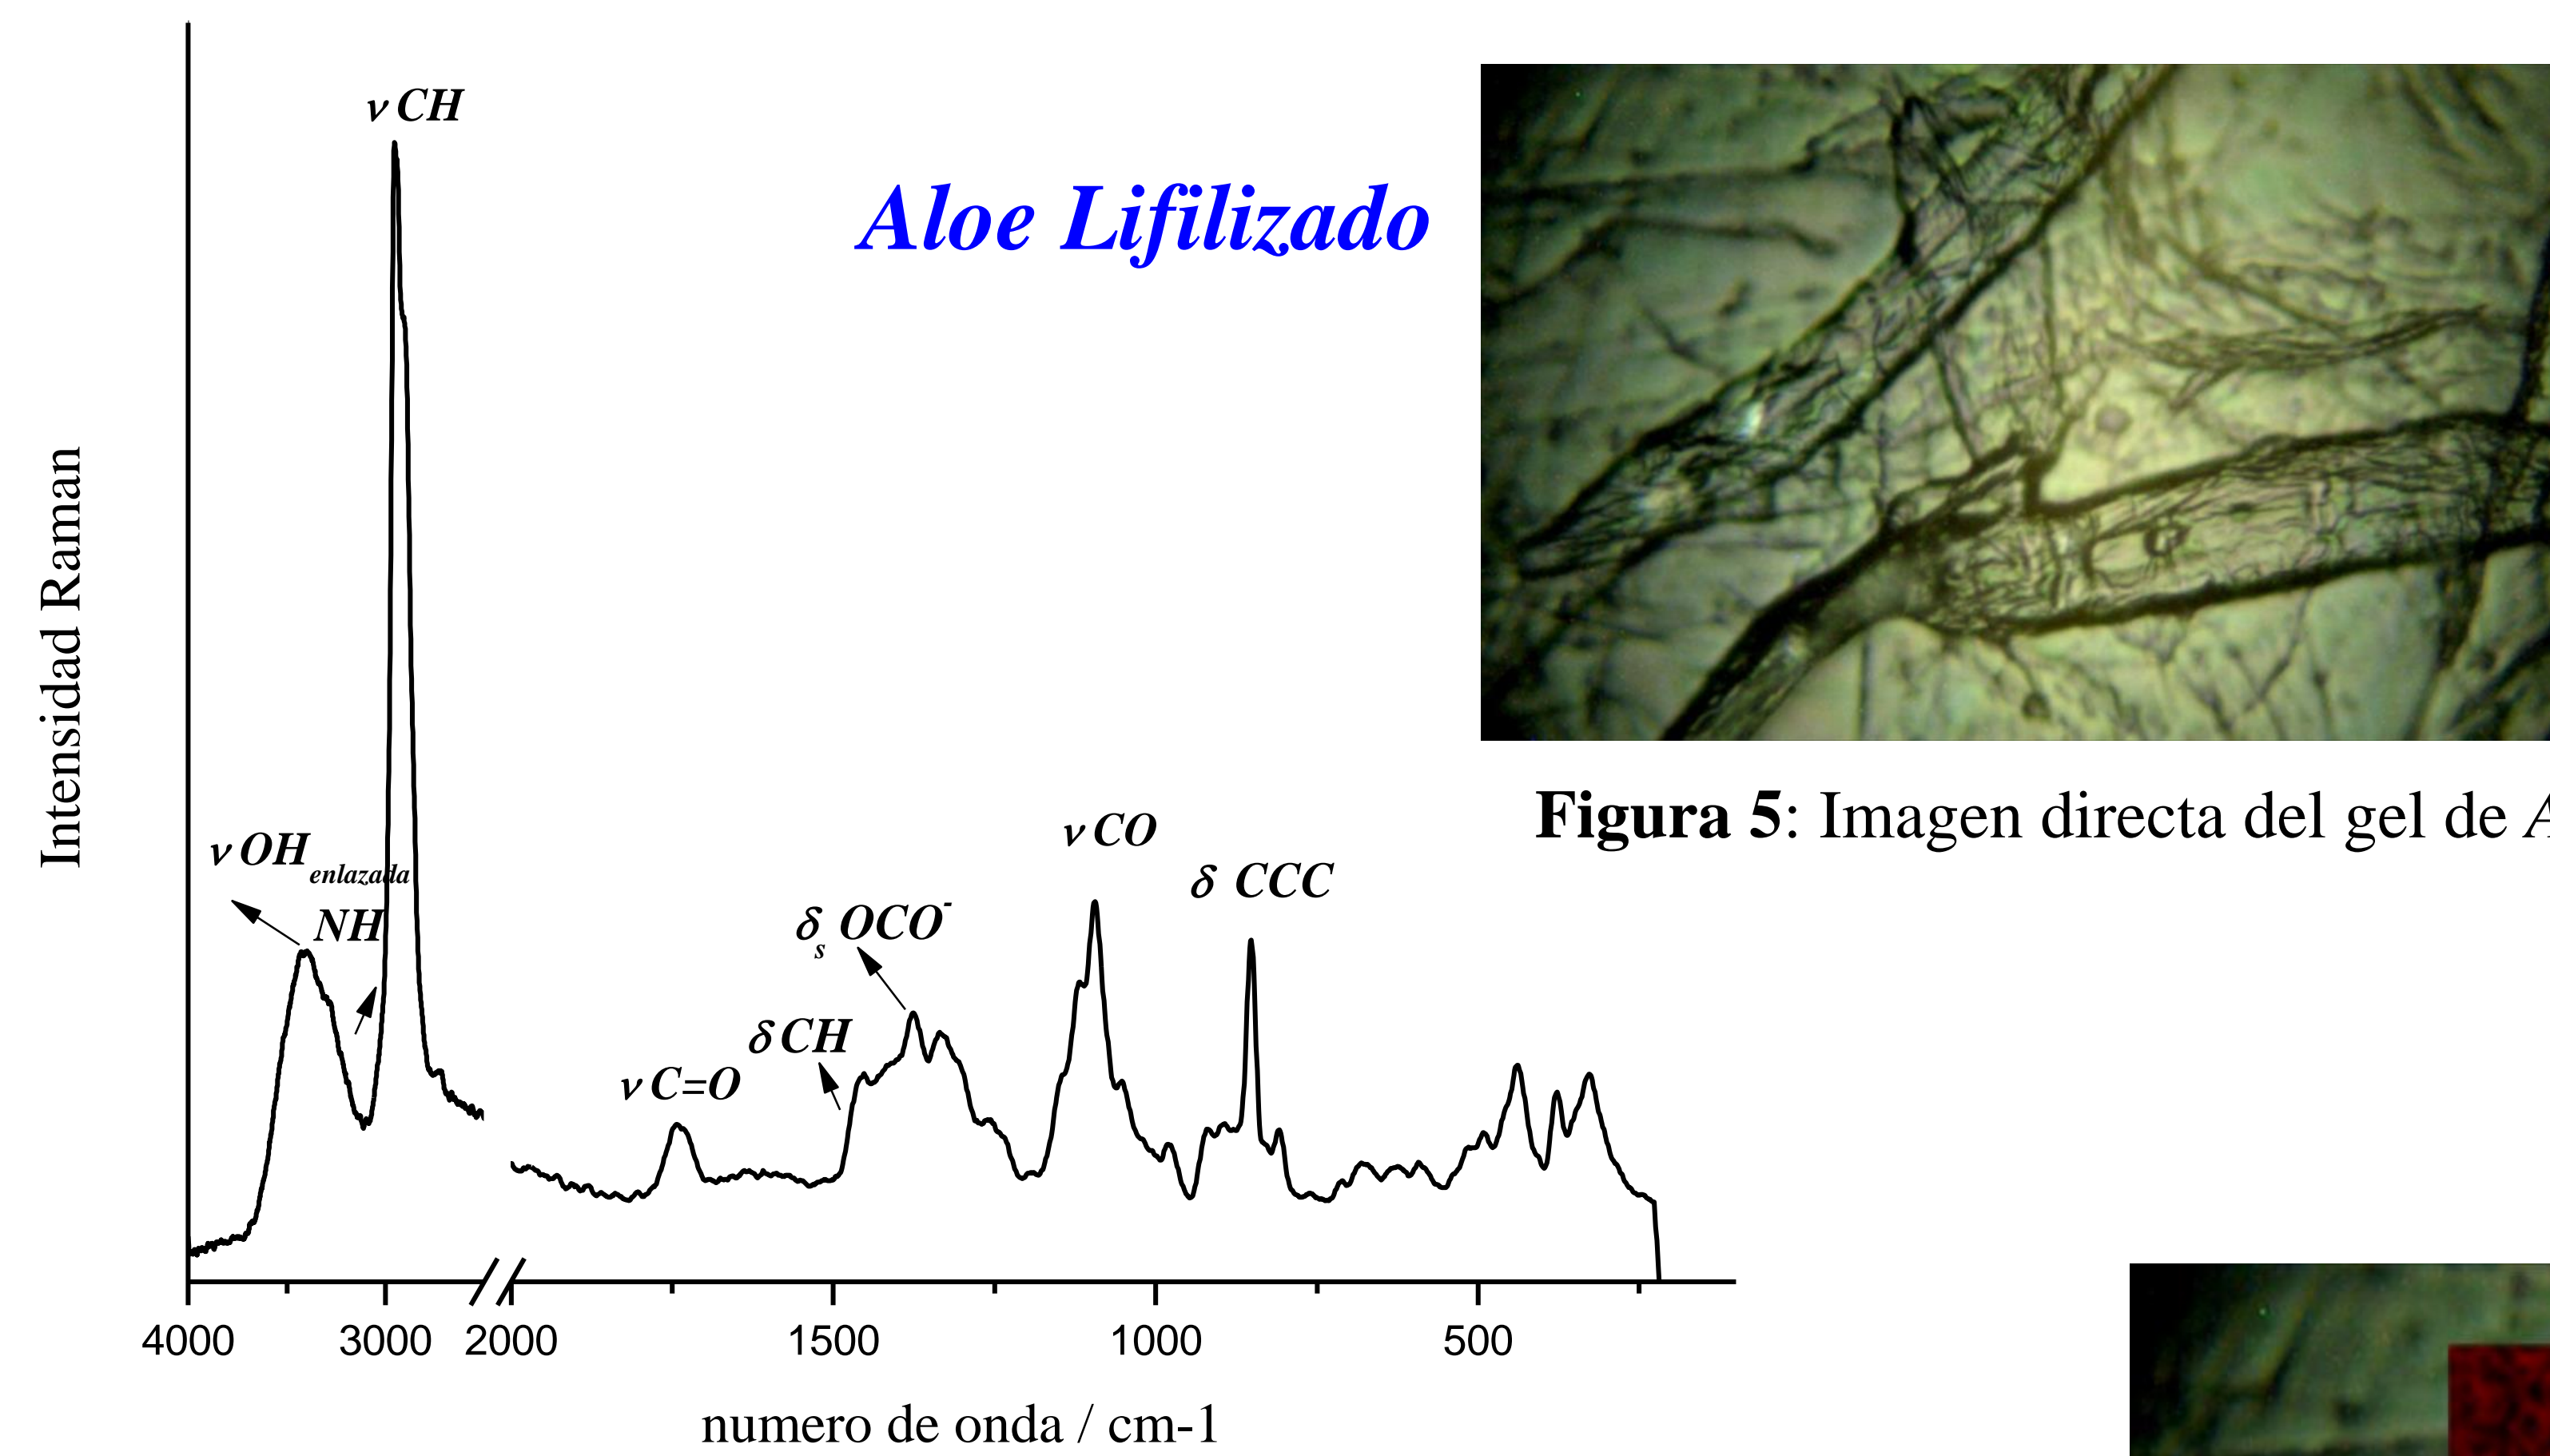 ν CH
Aloe Lifilizado
Intensidad Raman
ν OH enlazada
NH
ν CO
δ CCC
δs OCO-
δ CH
ν C=O
Figura 5: Imagen directa del gel de A
4000 3000 2000 1500 1000 500
numero de onda / cm-1